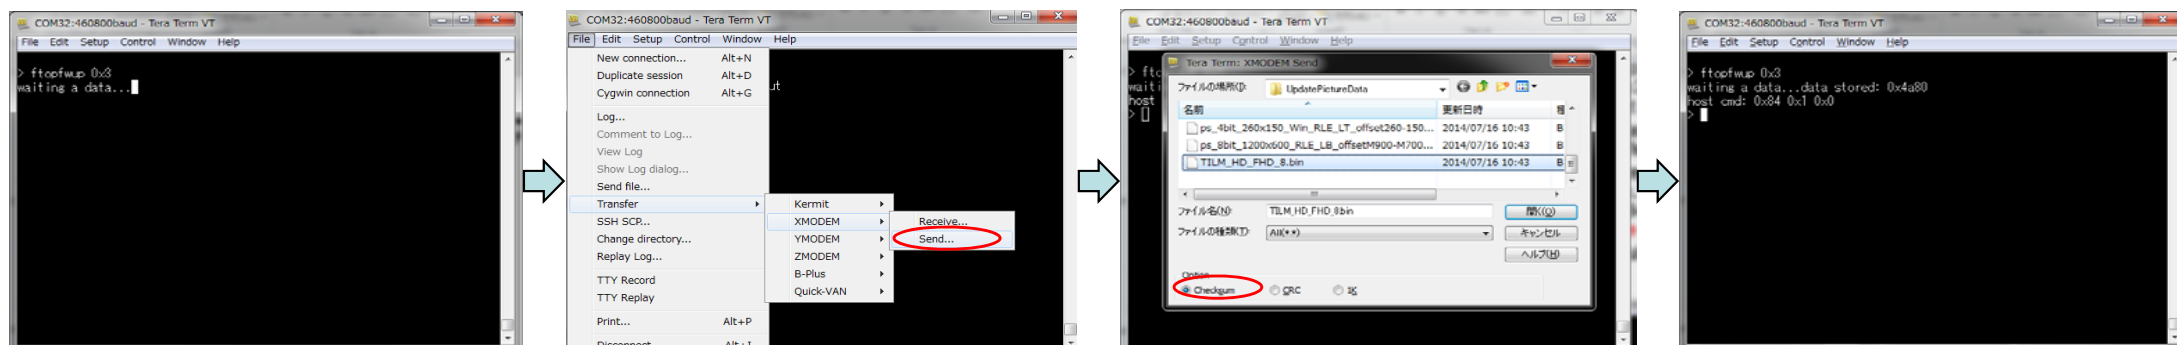 COM32:460800baud - Tera Term VT
File Edit Setup Control Window Help
> ftopfwup 0x3
waiting a data...
COM32:460800baud - Tera Term VT
File Edit Setup Control Window Help
New connection... Alt+N
Duplicate session Alt+D
Cygwin connection Alt+G
ut
Log...
Comment to Log...
View Log
Show Log dialog...
Send file...
Transfer
SSH SCP...
Change directory...
Replay Log...
TTY Record
TTY Replay
Print... Alt+P
Disconnect Alt+I
Kermit
XMODEM
YMODEM
ZMODEM
B-Plus
Quick-VAN
Receive...
Send...
COM32:460800baud - Tera Term VT
File Edit Setup Control Window Help
> ftc
waiti
host
>
Tera Term: XMODEM Send
ファイルの場所(I): UpdatePictureData
名前 更新日時 種
ps_4bit_260x150_Win_RLE_LT_offset260-150... 2014/07/16 10:43 B
ps_8bit_1200x600_RLE_LB_offsetM900-M700... 2014/07/16 10:43 B
TILM_HD_FHD_8.bin 2014/07/16 10:43 B
ファイル名(N): TILM_HD_FHD_8.bin 開く(O)
ファイルの種類(T): All(*.*) キャンセル
ヘルプ(H)
Option
Checksum CRC 1K
COM32:460800baud - Tera Term VT
File Edit Setup Control Window Help
> ftopfwup 0x3
waiting a data...data stored: 0x4a80
host cmd: 0x84 0x1 0x0
>